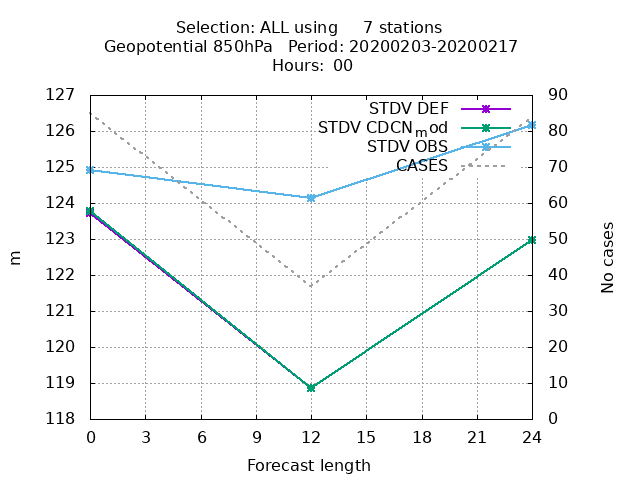 Selection: ALL using     7 stations
Geopotential 850hPa   Period: 20200203-20200217
Hours:  00
127
126
125
124
123
122
121
120
119
118
90
80
70
60
50
40
30
20
10
0
STDV DEF
STDV CDCNmod
STDV OBS
CASES
m
No cases
0 3 6 9 12 15 18 21 24
Forecast length